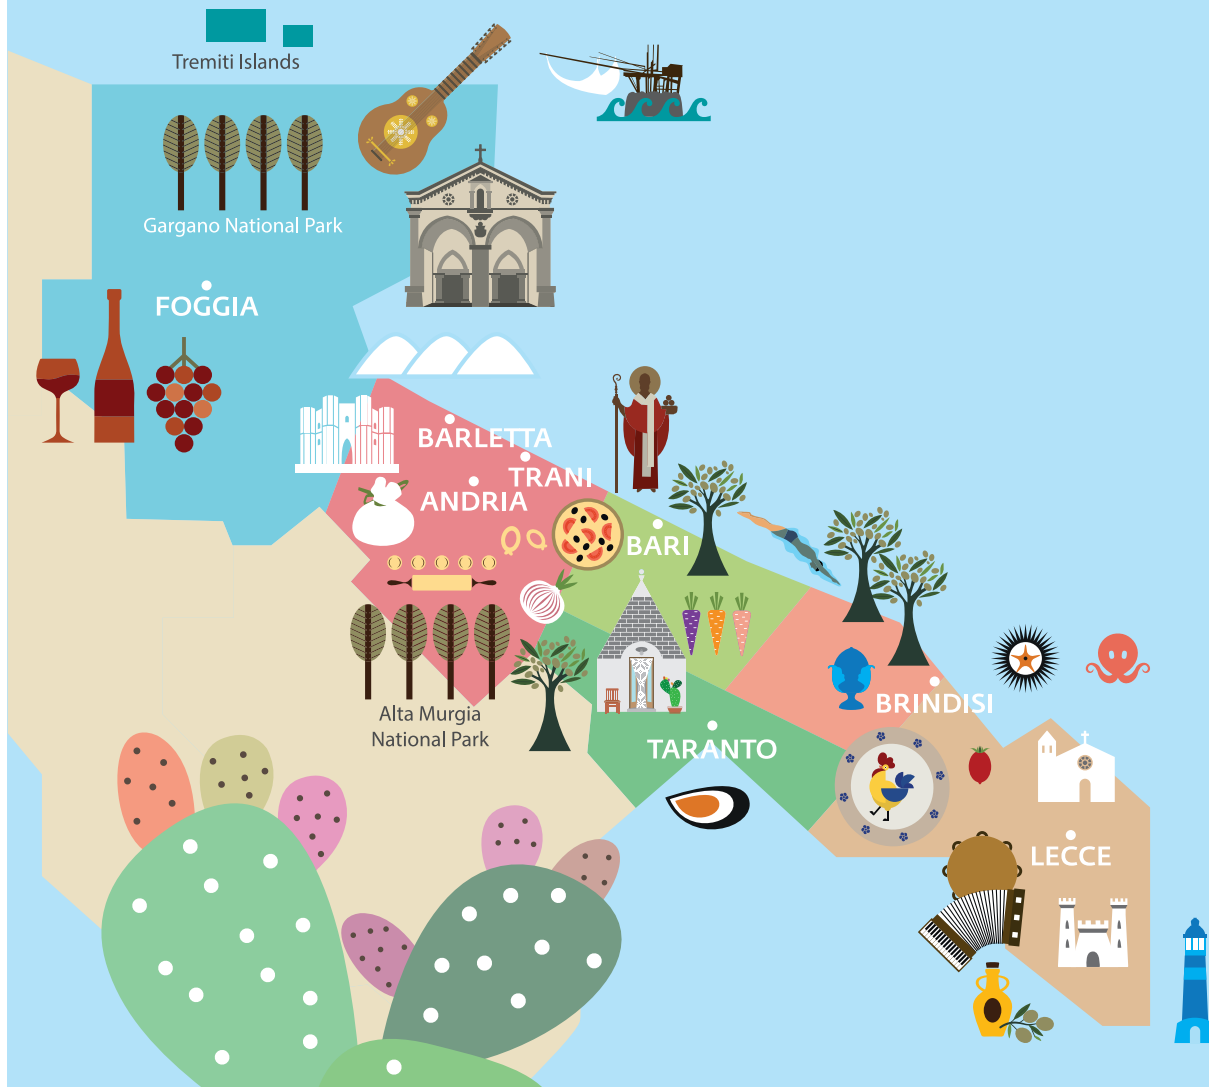 Tremiti Islands
Gargano National Park
FOGGIA
BARLETTA
TRANI
ANDRIA
BARI
Alta Murgia
National Park
BRINDISI
TARANTO
LECCE